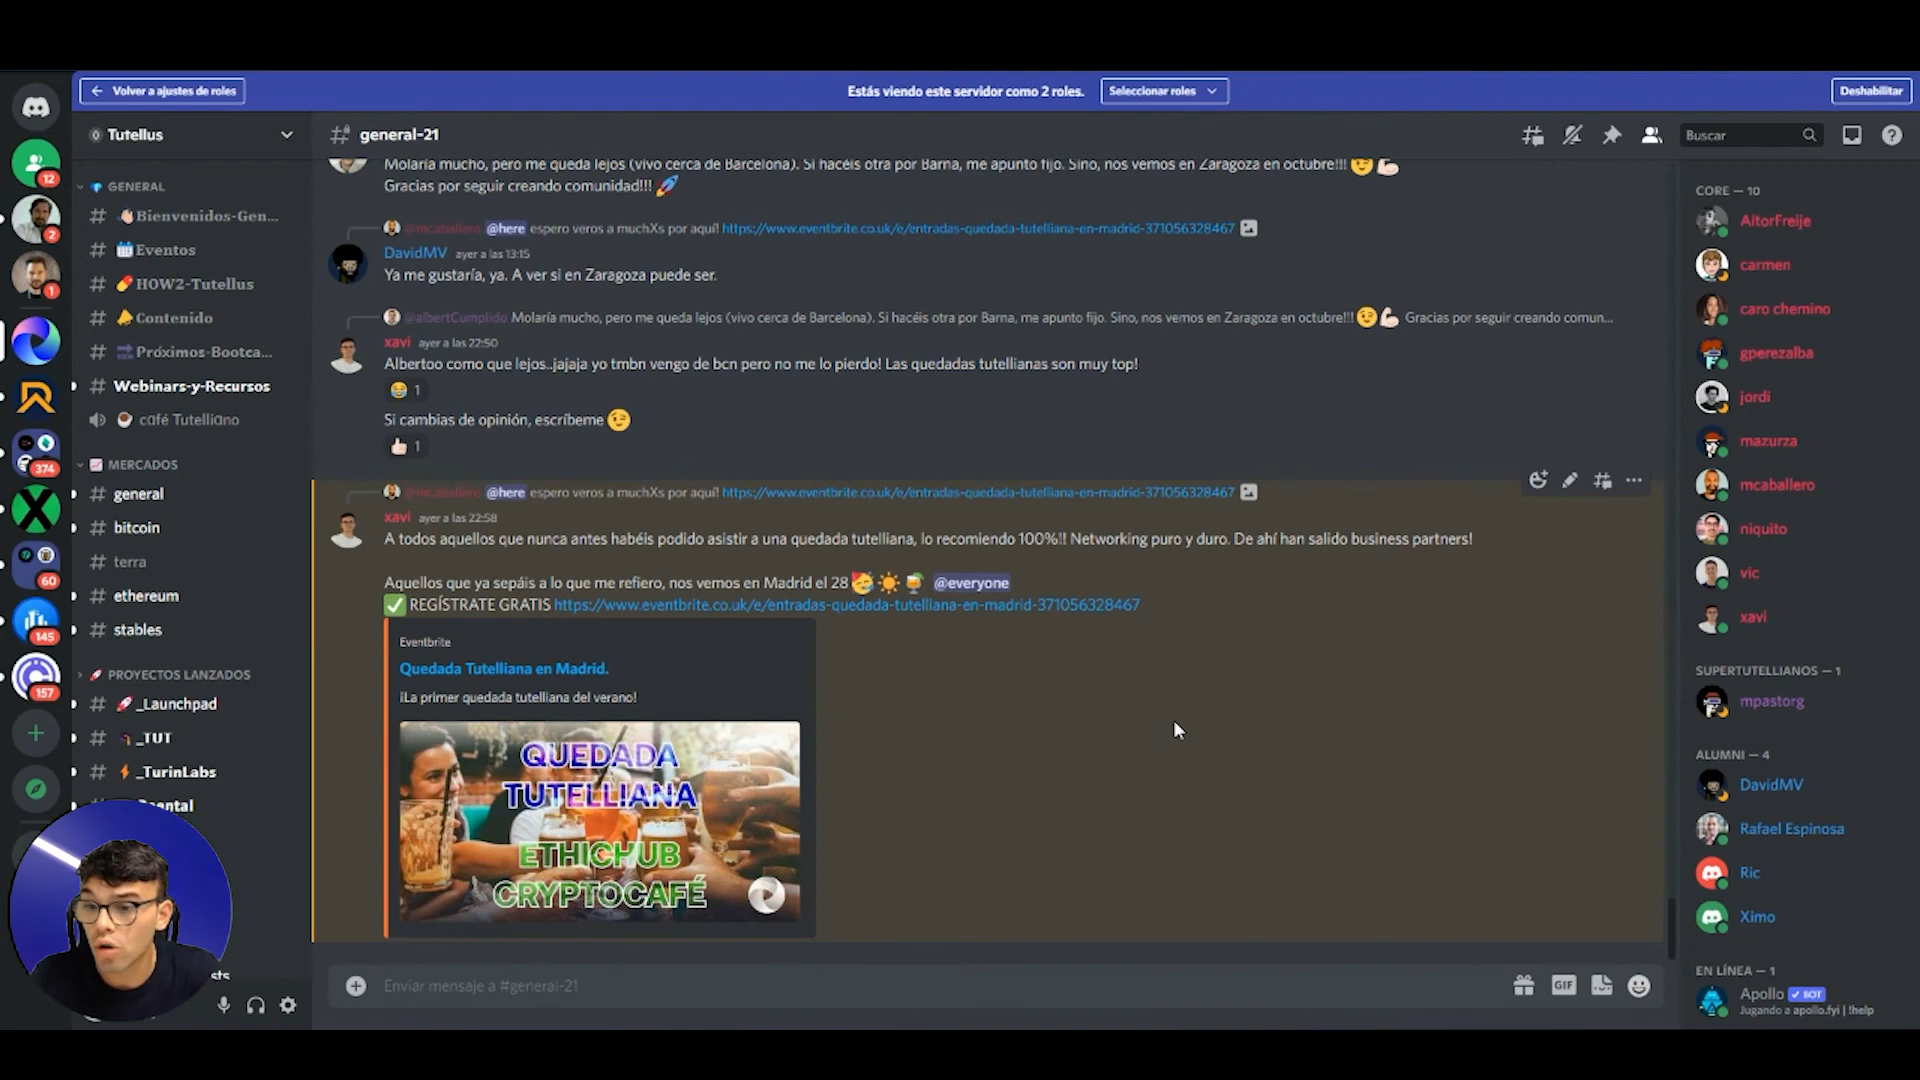 Volver a ajustes de roles
Estás viendo este servidor como 2 roles.
Seleccionar roles
Deshabilitar
Tutellus
general-21
Buscar
12
2
1
374
60
145
157
GENERAL
Bienvenidos-Gen...
Eventos
HOW2-Tutellus
Contenido
Próximos-Bootca...
Webinars-y-Recursos
café Tutelliano
MERCADOS
general
bitcoin
terra
ethereum
stables
PROYECTOS LANZADOS
_Launchpad
_TUT
_TurinLabs
sts
Molaría mucho, pero me queda lejos (vivo cerca de Barcelona). Si hacéis otra por Barna, me apunto fijo. Sino, nos vemos en Zaragoza en octubre!!! 😉💪🏻
Gracias por seguir creando comunidad!!! 🚀
@mcaballero @here espero veros a muchXs por aquí! https://www.eventbrite.co.uk/e/entradas-quedada-tutelliana-en-madrid-371056328467
DavidMV ayer a las 13:15
Ya me gustaría, ya. A ver si en Zaragoza puede ser.
@albertCumplido Molaría mucho, pero me queda lejos (vivo cerca de Barcelona). Si hacéis otra por Barna, me apunto fijo. Sino, nos vemos en Zaragoza en octubre!!! 😉💪🏻 Gracias por seguir creando comun...
xavi ayer a las 22:50
Albertoo como que lejos..jajaja yo tmbn vengo de bcn pero no me lo pierdo! Las quedadas tutellianas son muy top!
😂 1
Si cambias de opinión, escríbeme 😉
👍🏻 1
@mcaballero @here espero veros a muchXs por aquí! https://www.eventbrite.co.uk/e/entradas-quedada-tutelliana-en-madrid-371056328467
xavi ayer a las 22:58
A todos aquellos que nunca antes habéis podido asistir a una quedada tutelliana, lo recomiendo 100%!! Networking puro y duro. De ahí han salido business partners!
Aquellos que ya sepáis a lo que me refiero, nos vemos en Madrid el 28 🥳☀️🍹 @everyone
✅ REGÍSTRATE GRATIS https://www.eventbrite.co.uk/e/entradas-quedada-tutelliana-en-madrid-371056328467
Eventbrite
Quedada Tutelliana en Madrid.
¡La primer quedada tutelliana del verano!
QUEDADA
TUTELLIANA
ETHICHUB
CRYPTOCAFÉ
Enviar mensaje a #general-21
GIF
CORE — 10
AitorFreije
carmen
caro chemino
gperezalba
jordi
mazurza
mcaballero
niquito
vic
xavi
SUPERTUTELLIANOS — 1
mpastorg
ALUMNI — 4
DavidMV
Rafael Espinosa
Ric
Ximo
EN LÍNEA — 1
Apollo ✓ BOT
Jugando a apollo.fyi | !help